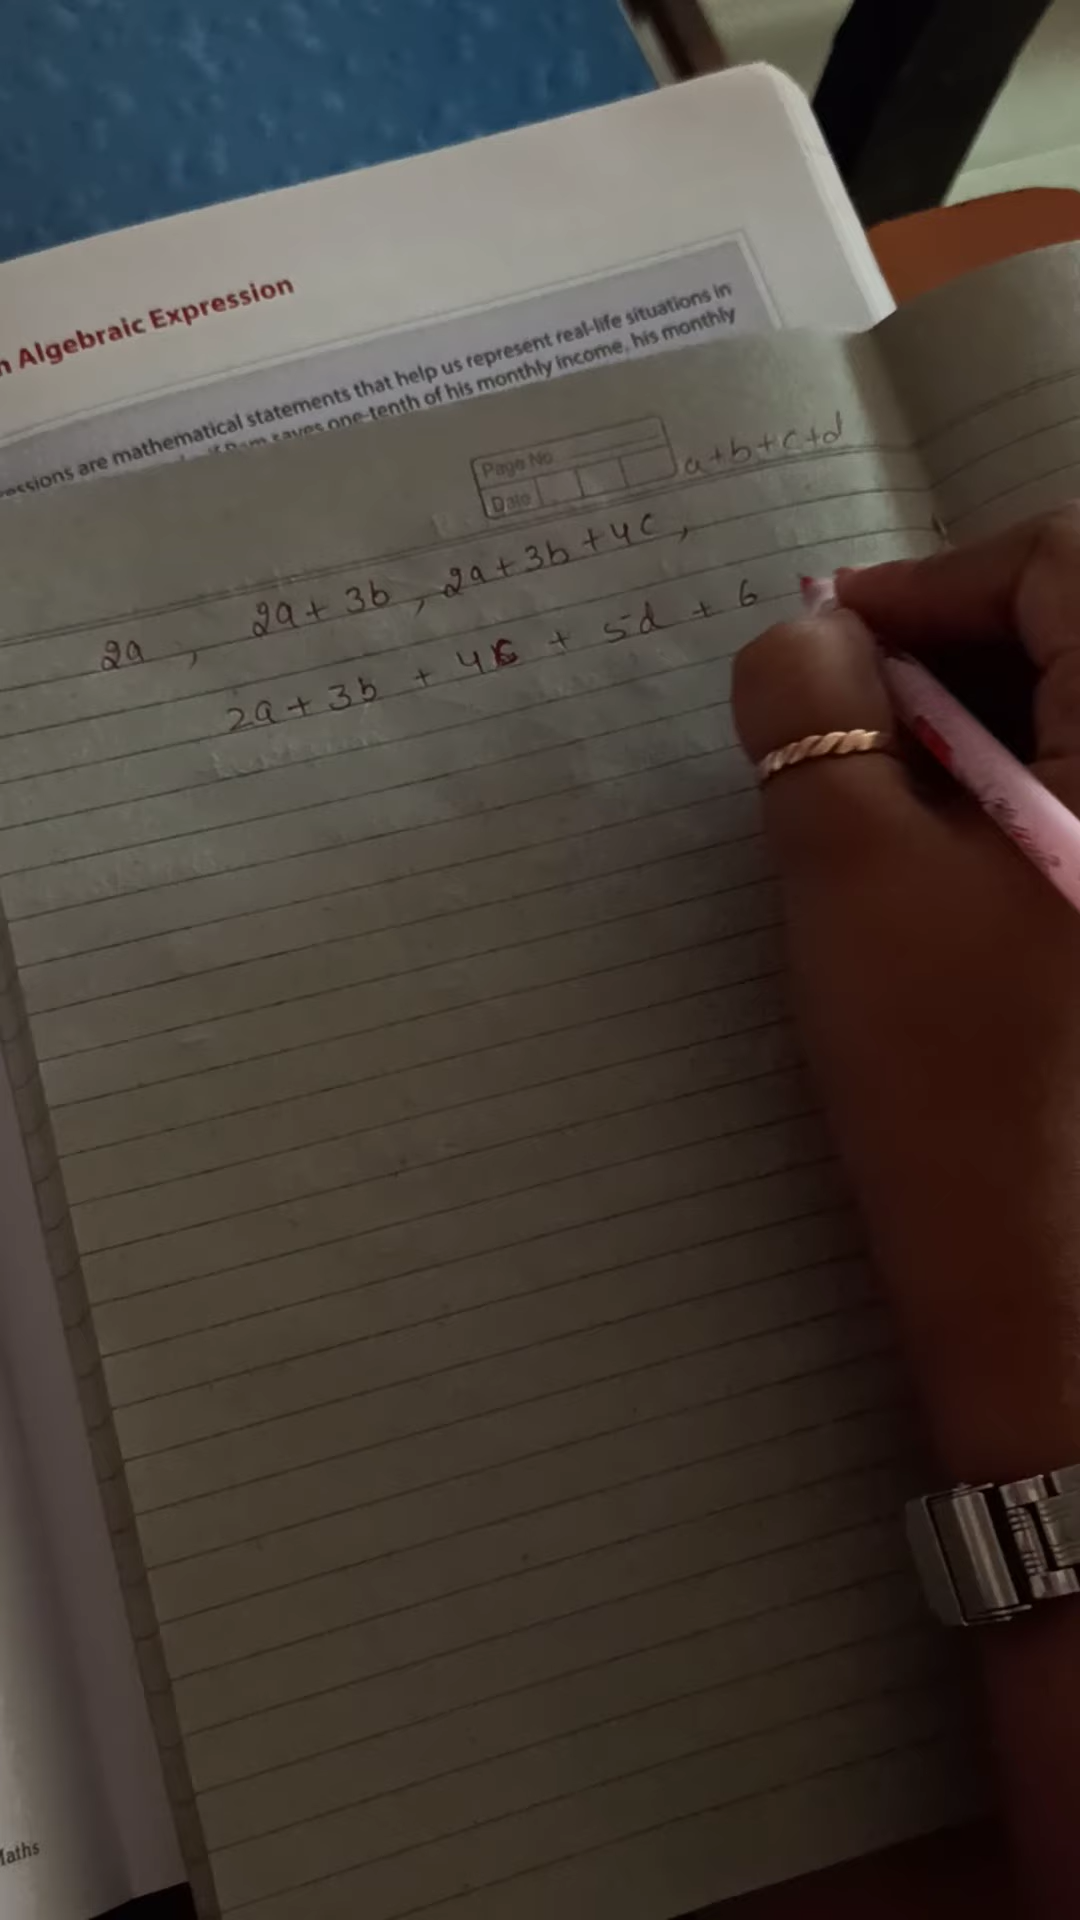 Algebraic Expression
are mathematical statements that help us represent real-life situations in
saves one-tenth of his monthly income, his monthly
Page No
Date
a+b+c+d
2a, 2a + 3b, 2a + 3b + 4c,
2a + 3b + 4c + 5d + 6
Maths